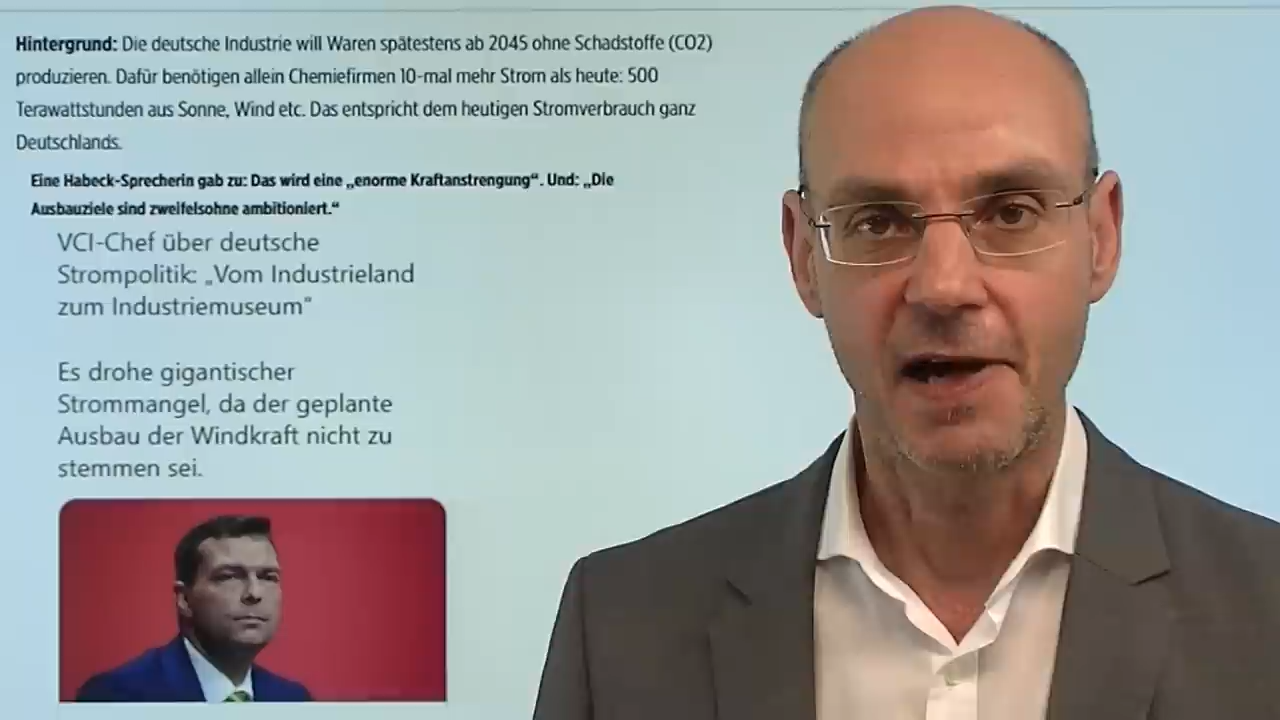 Hintergrund: Die deutsche Industrie will Waren spätestens ab 2045 ohne Schadstoffe (CO2)
produzieren. Dafür benötigen allein Chemiefirmen 10-mal mehr Strom als heute: 500
Terawattstunden aus Sonne, Wind etc. Das entspricht dem heutigen Stromverbrauch ganz
Deutschlands.
Eine Habeck-Sprecherin gab zu: Das wird eine „enorme Kraftanstrengung“. Und: „Die
Ausbauziele sind zweifelsohne ambitioniert.“
VCI-Chef über deutsche
Strompolitik: „Vom Industrieland
zum Industriemuseum“
Es drohe gigantischer
Strommangel, da der geplante
Ausbau der Windkraft nicht zu
stemmen sei.